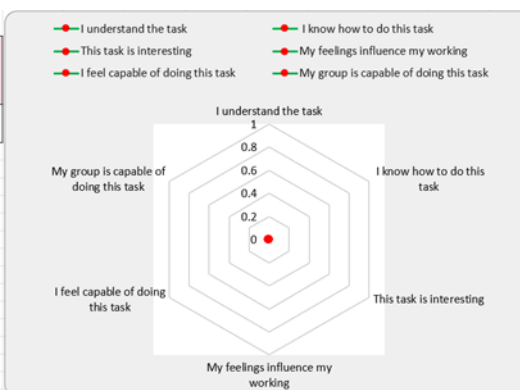 I understand the task
I know how to do this task
This task is interesting
My feelings influence my working
I feel capable of doing this task
My group is capable of doing this task
I understand the task
1
0.8
0.6
0.4
0.2
0
My group is capable of
doing this task
I know how to do this
task
I feel capable of doing
this task
This task is interesting
My feelings influence my
working